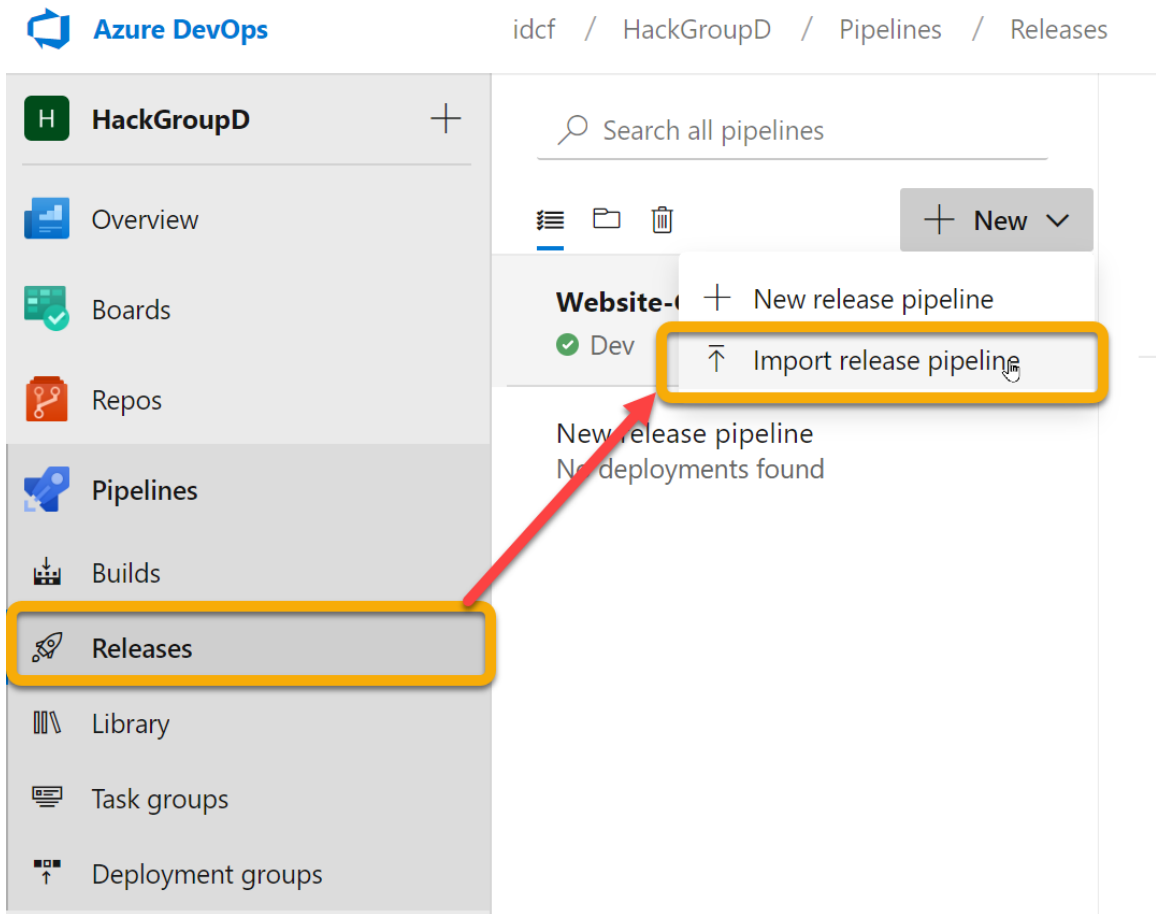 Azure DevOps
idcf / HackGroupD / Pipelines / Releases
H HackGroupD
Search all pipelines
Overview
New
Website-
New release pipeline
Boards
Dev
Import release pipeline
Repos
New release pipeline
No deployments found
Pipelines
Builds
Releases
Library
Task groups
Deployment groups